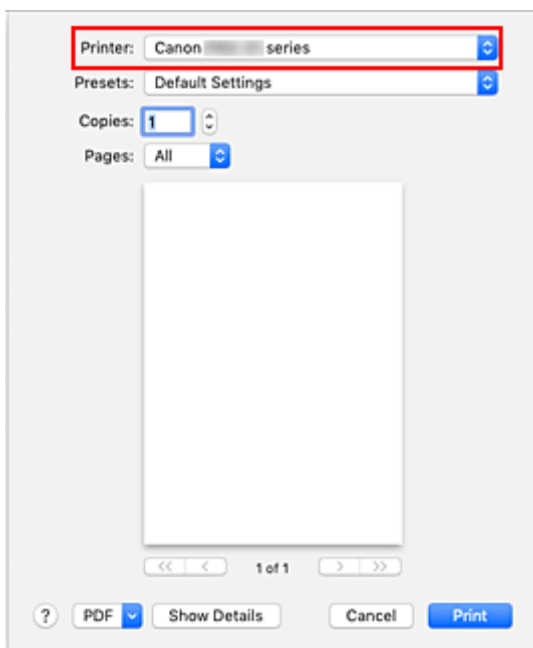 Printer: Canon series
Presets: Default Settings
Copies: 1
Pages: All
<< < 1 of 1 > >>
? PDF Show Details Cancel Print